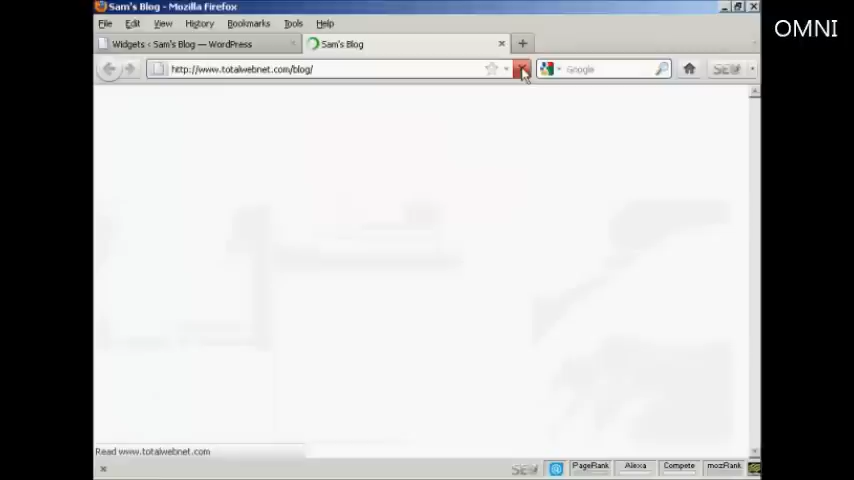 Sam's Blog - Mozilla Firefox
OMNI
File Edit View History Bookmarks Tools Help
Widgets ‹ Sam's Blog — WordPress
Sam's Blog
http://www.totalwebnet.com/blog/
Google
Read www.totalwebnet.com
PageRank Alexa Compete mozRank